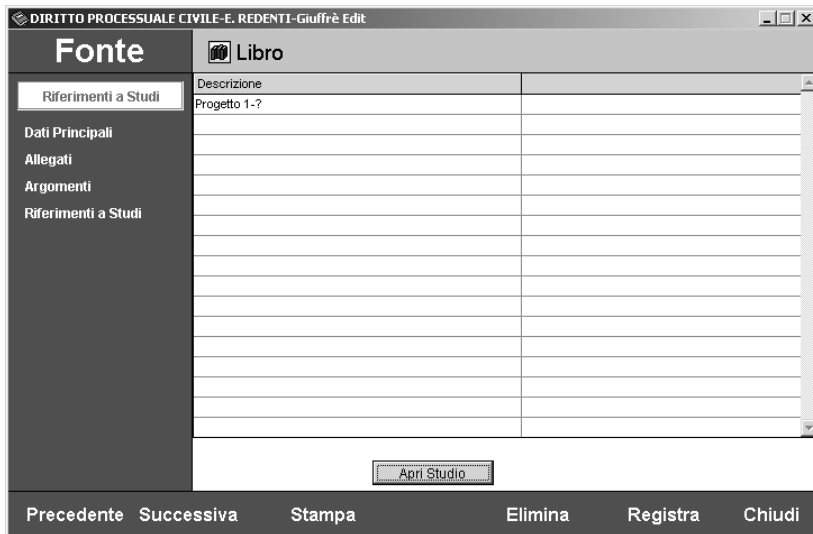 DIRITTO PROCESSUALE CIVILE-E. REDENTI-Giuffrè Edit
Fonte
Libro
Riferimenti a Studi
Dati Principali
Allegati
Argomenti
Riferimenti a Studi
Descrizione
Progetto 1-?
Apri Studio
Precedente Successiva Stampa Elimina Registra Chiudi